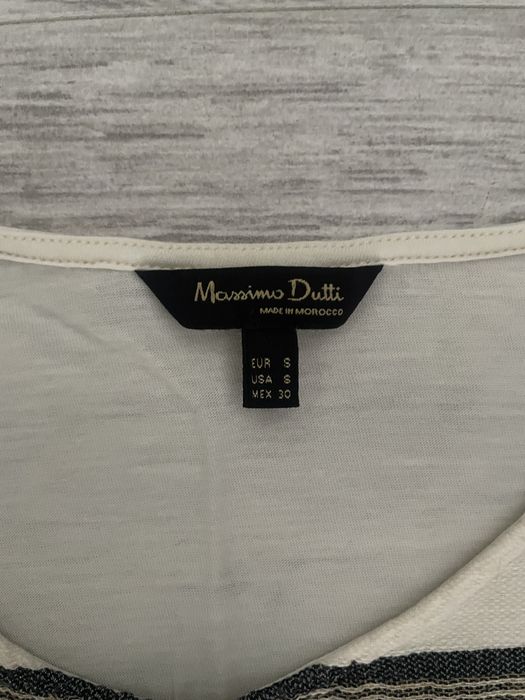 Massimo Dutti
MADE IN MOROCCO
EUR S
USA S
MEX 30